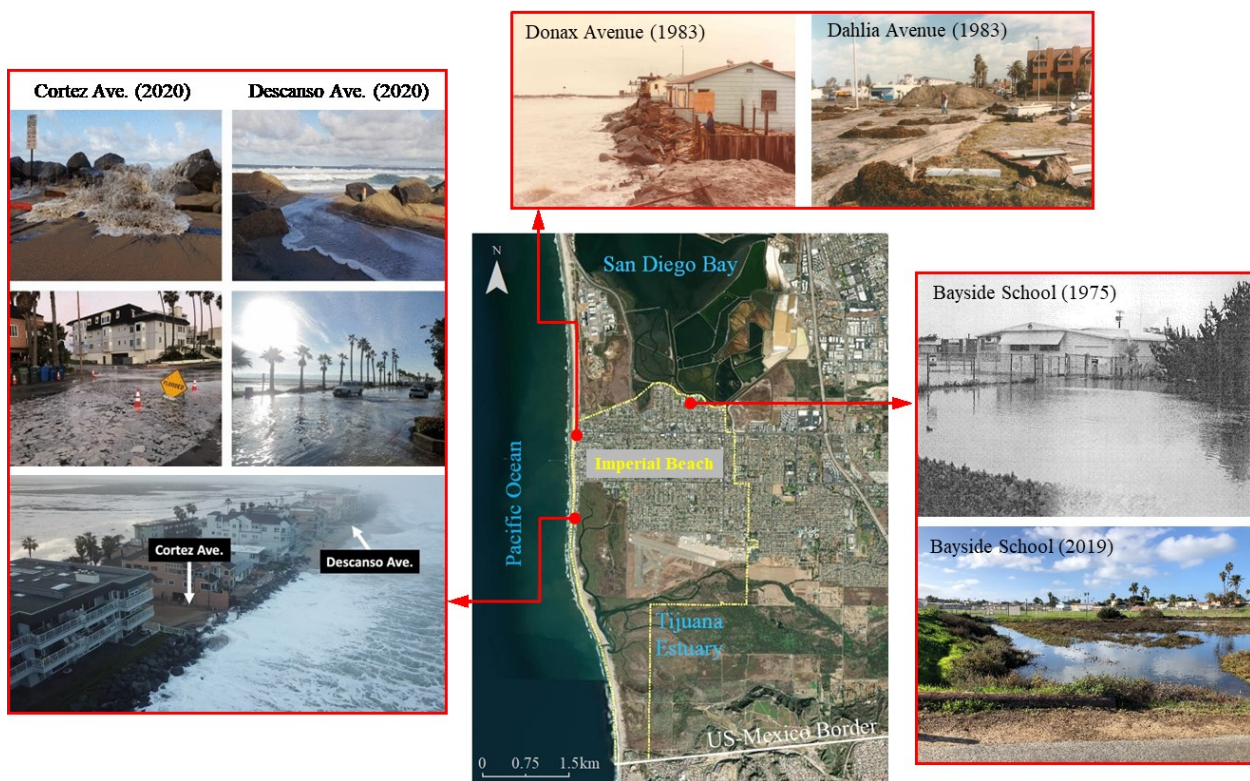 Donax Avenue (1983)
Dahlia Avenue (1983)
Cortez Ave. (2020)
Descanso Ave. (2020)
FLOODED
Cortez Ave.
Descanso Ave.
N
San Diego Bay
Pacific Ocean
Imperial Beach
Tijuana
Estuary
US-Mexico Border
0 0.75 1.5km
Bayside School (1975)
Bayside School (2019)